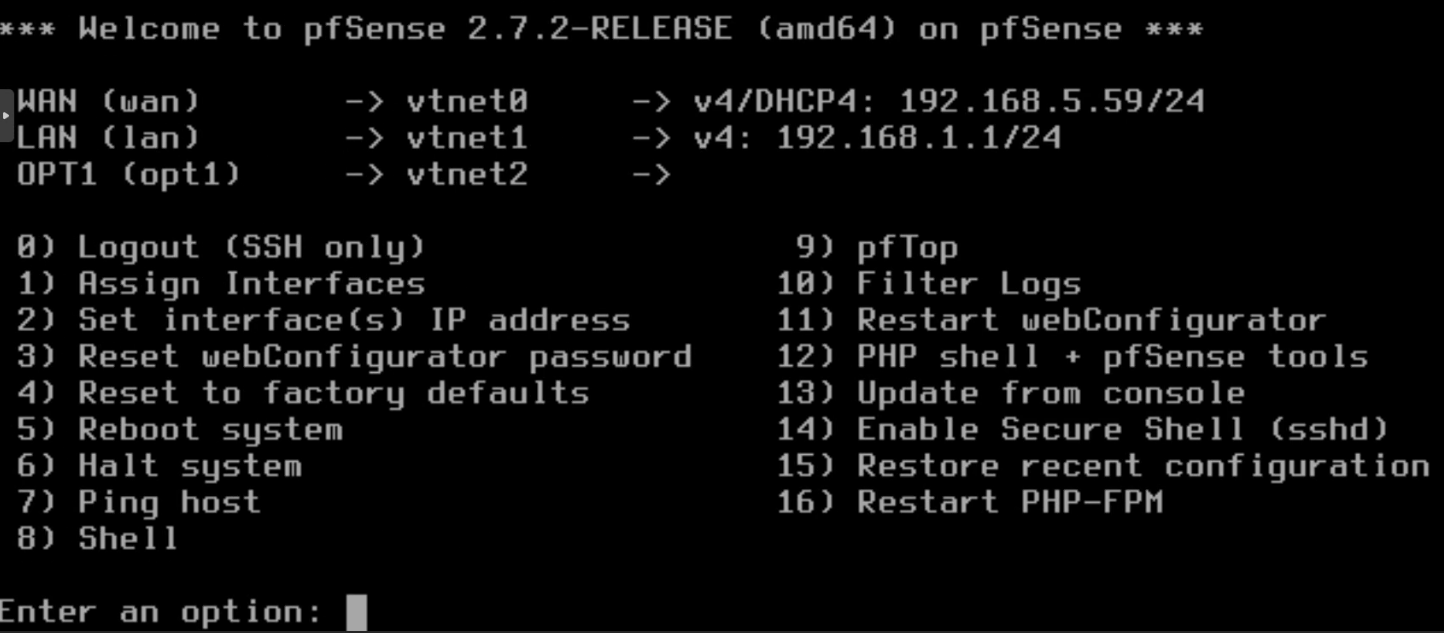 *** Welcome to pfSense 2.7.2-RELEASE (amd64) on pfSense ***
WAN (wan) -> vtnet0 -> v4/DHCP4: 192.168.5.59/24
LAN (lan) -> vtnet1 -> v4: 192.168.1.1/24
OPT1 (opt1) -> vtnet2 ->
0) Logout (SSH only) 9) pfTop
1) Assign Interfaces 10) Filter Logs
2) Set interface(s) IP address 11) Restart webConfigurator
3) Reset webConfigurator password 12) PHP shell + pfSense tools
4) Reset to factory defaults 13) Update from console
5) Reboot system 14) Enable Secure Shell (sshd)
6) Halt system 15) Restore recent configuration
7) Ping host 16) Restart PHP-FPM
8) Shell
Enter an option: